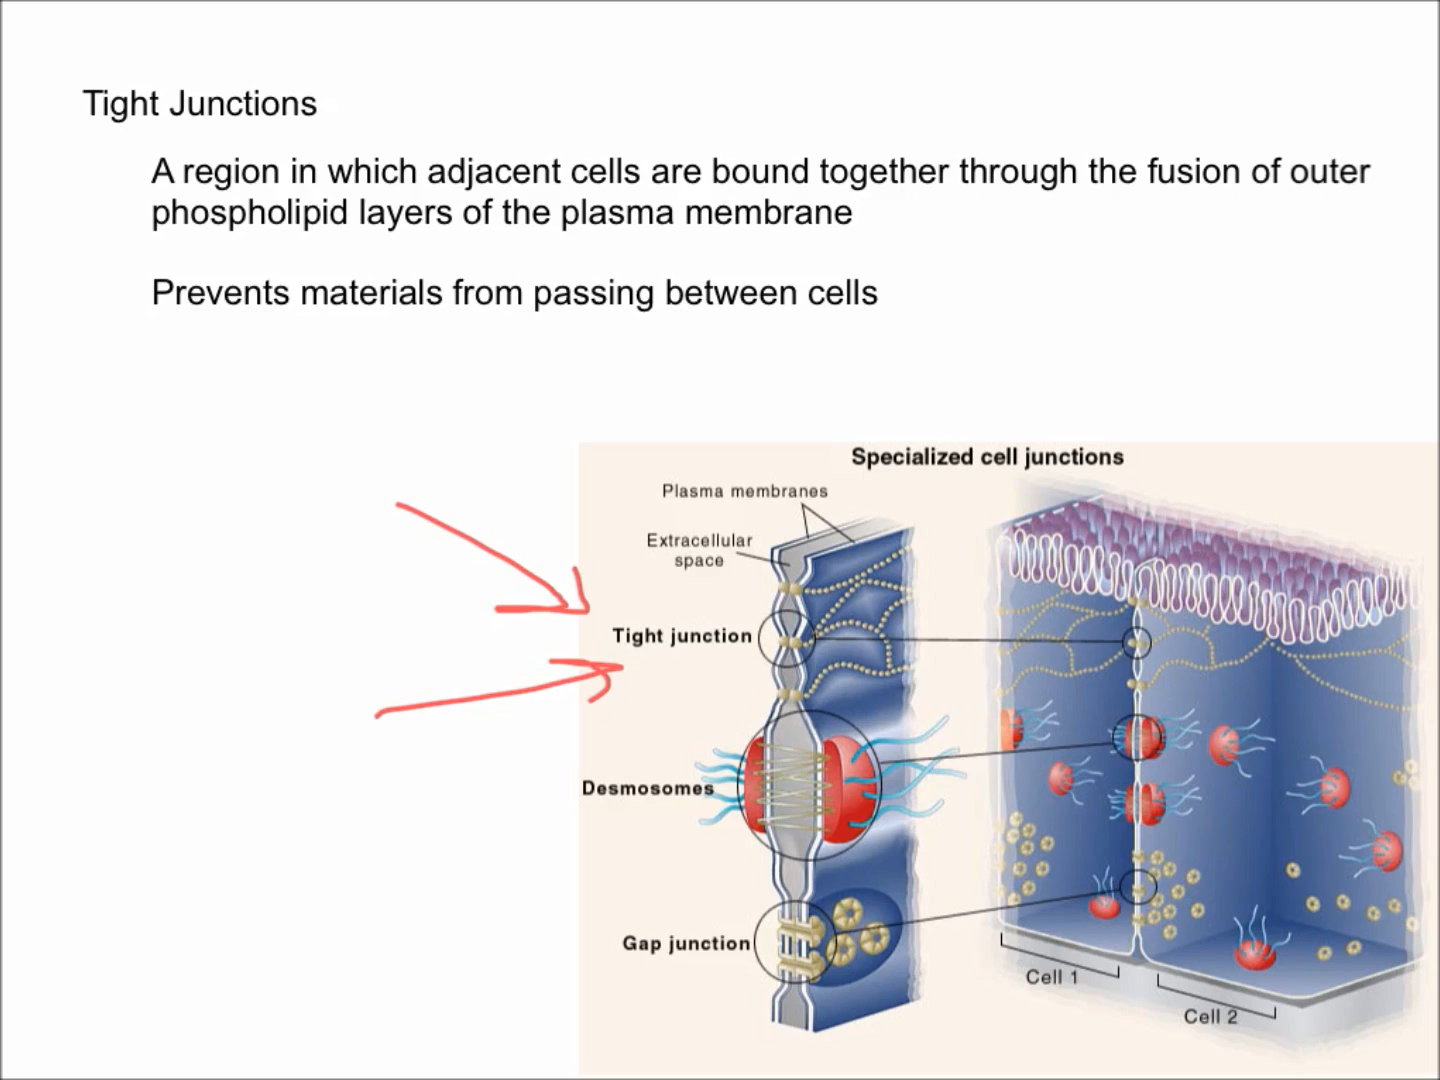 Tight Junctions
A region in which adjacent cells are bound together through the fusion of outer
phospholipid layers of the plasma membrane
Prevents materials from passing between cells
Specialized cell junctions
Plasma membranes
Extracellular
space
Tight junction
Desmosomes
Gap junction
Cell 1
Cell 2